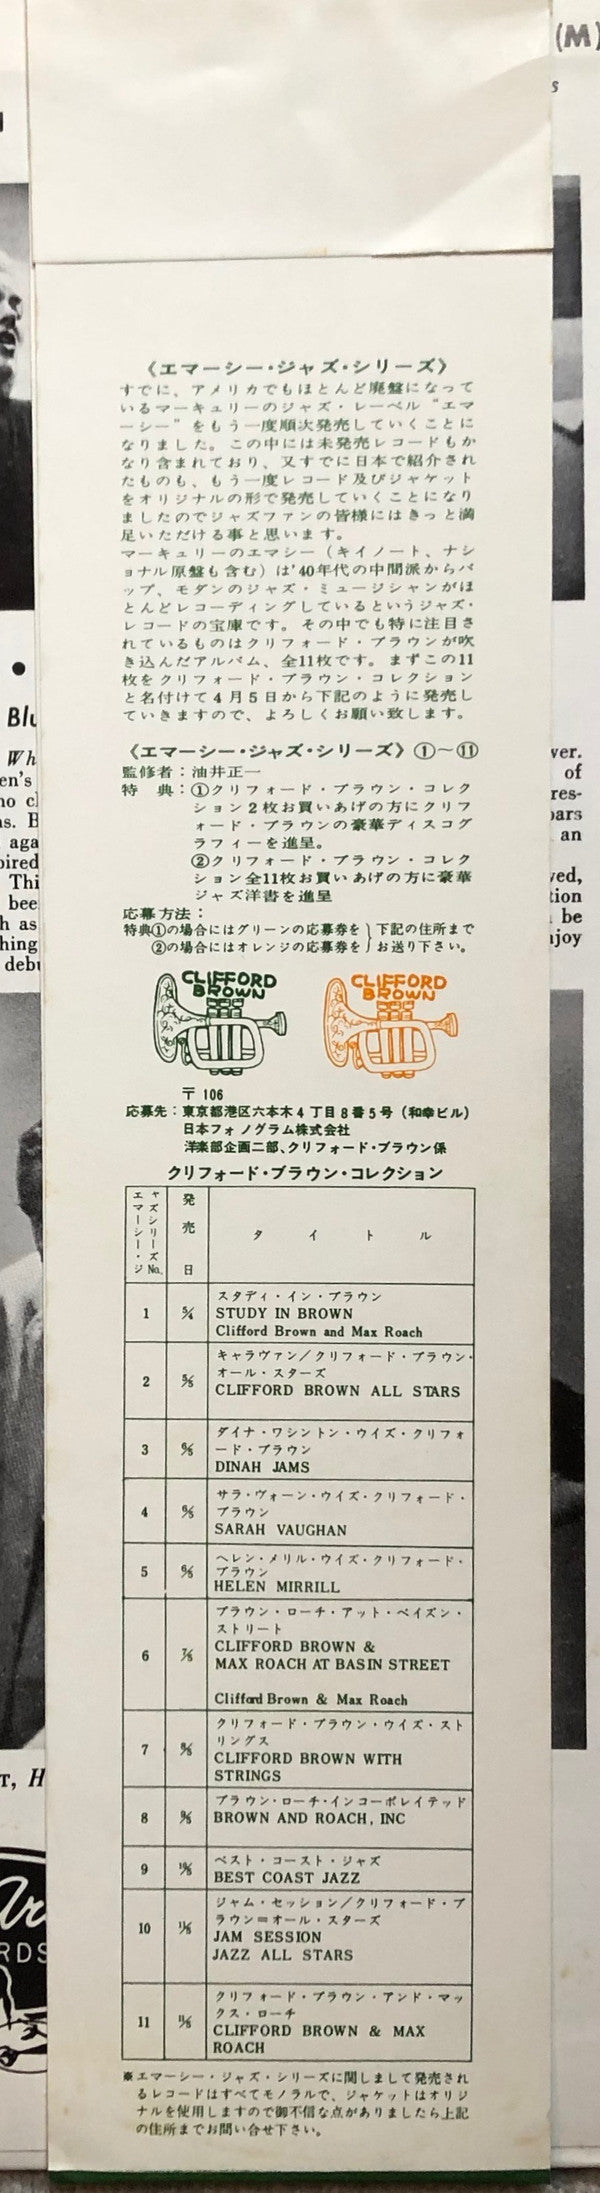 (M)
s
《エマーシー・ジャズ・シリーズ》
すでに、アメリカでもほとんど廃盤になって
いるマーキュリーのジャズ・レーベル“エマ
ーシー”をもう一度順次発売していくことに
なりました。この中には未発売レコードもか
なり含まれており、又すでに日本で紹介され
たものも、もう一度レコード及びジャケット
をオリジナルの形で発売していくことになり
ましたのでジャズファンの皆様にはきっと満
足いただける事と思います。
マーキュリーのエマシー（キイノート、ナシ
ョナル原盤も含む）は'40年代の中間派からバ
ップ、モダンのジャズ・ミュージシャンがほ
とんどレコーディングしているというジャズ・
レコードの宝庫です。その中でも特に注目さ
れているものはクリフォード・ブラウンが吹
き込んだアルバム、全11枚です。まずこの11
枚をクリフォード・ブラウン・コレクション
と名付けて4月5日から下記のように発売し
ていきますので、よろしくお願い致します。
《エマーシー・ジャズ・シリーズ》①〜⑪
監修者：油井正一
特　典：①クリフォード・ブラウン・コレク
ション2枚お買いあげの方にクリフ
ォード・ブラウンの豪華ディスコグ
ラフィーを進呈。
②クリフォード・ブラウン・コレク
ション全11枚お買いあげの方に豪華
ジャズ洋書を進呈
応募方法：
特典①の場合にはグリーンの応募券を｝下記の住所まで
②の場合にはオレンジの応募券を｝お送り下さい。
CLIFFORD
BROWN
CLIFFORD
BROWN
〒 106
応募先：東京都港区六本木4丁目8番5号（和幸ビル）
日本フォノグラム株式会社
洋楽部企画二部、クリフォード・ブラウン係
クリフォード・ブラウン・コレクション
エマーシー・ジャズシリーズNo.
発売日
タイトル
1
5/4
スタディ・イン・ブラウン
STUDY IN BROWN
Clifford Brown and Max Roach
2
5/5
キャラヴァン／クリフォード・ブラウン・
オール・スターズ
CLIFFORD BROWN ALL STARS
3
ダイナ・ワシントン・ウイズ・クリフォ
ード・ブラウン
DINAH JAMS
4
サラ・ヴォーン・ウイズ・クリフォード・
ブラウン
SARAH VAUGHAN
5
ヘレン・メリル・ウイズ・クリフォード・
ブラウン
HELEN MIRRILL
6
ブラウン・ローチ・アット・ベイズン・
ストリート
CLIFFORD BROWN &
MAX ROACH AT BASIN STREET
Clifford Brown & Max Roach
7
クリフォード・ブラウン・ウイズ・スト
リングス
CLIFFORD BROWN WITH
STRINGS
8
ブラウン・ローチ・インコーポレイテッド
BROWN AND ROACH, INC
9
ベスト・コースト・ジャズ
BEST COAST JAZZ
10
ジャム・セッション／クリフォード・ブ
ラウン＝オール・スターズ
JAM SESSION
JAZZ ALL STARS
11
クリフォード・ブラウン・アンド・マッ
クス・ローチ
CLIFFORD BROWN & MAX
ROACH
※エマーシー・ジャズ・シリーズに関しまして発売され
るレコードはすべてモノラルで、ジャケットはオリジ
ナルを使用しますので御不信な点がありましたら上記
の住所までお問い合せ下さい。